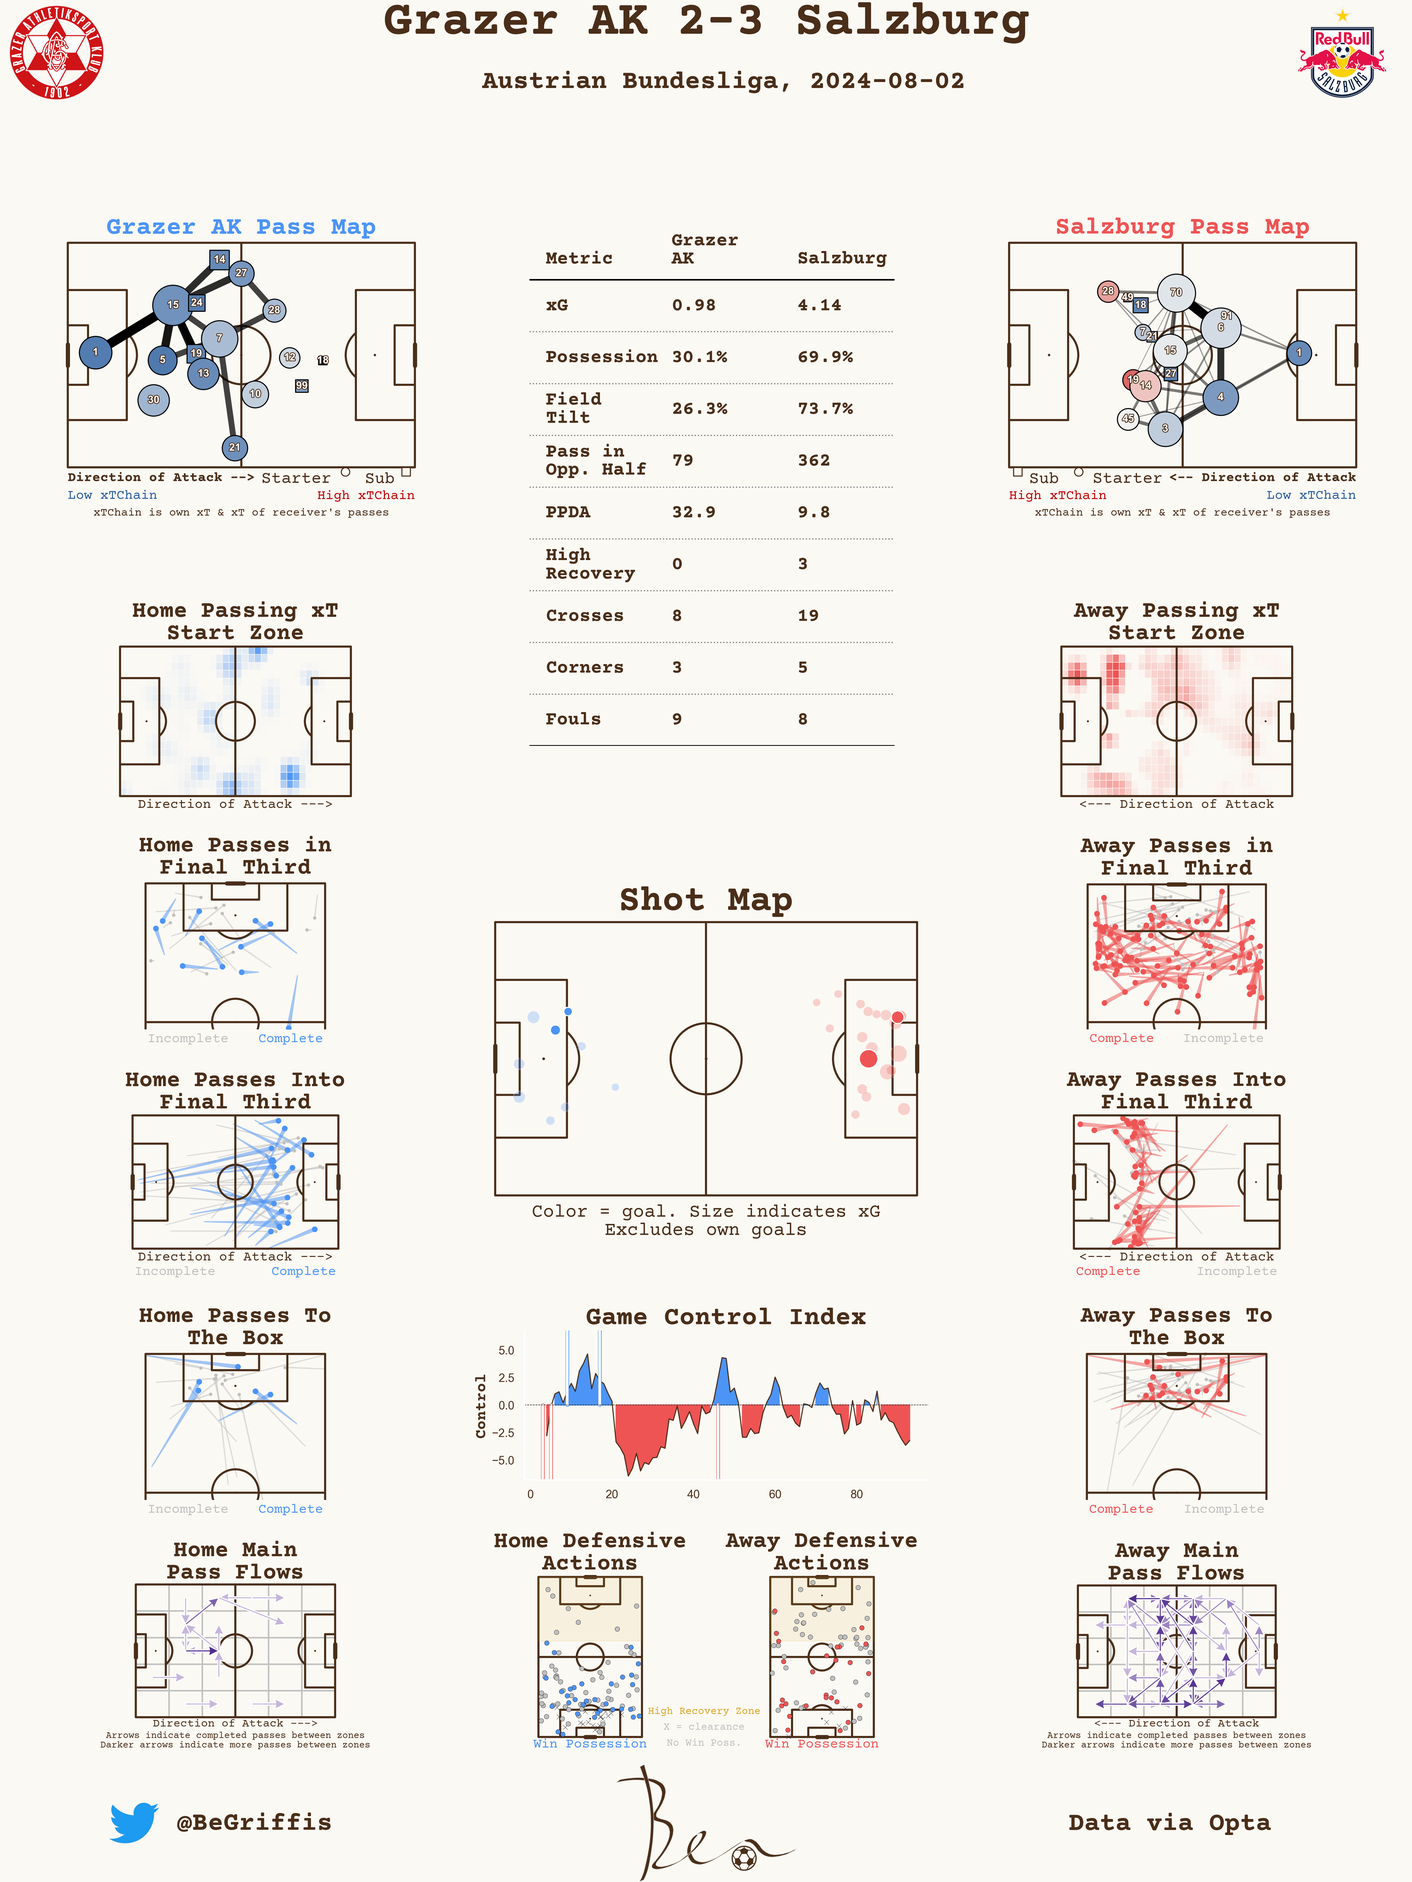 Grazer AK 2-3 Salzburg
Austrian Bundesliga, 2024-08-02
GRAZER ATHLETIKSPORT KLUB
- 1902 -
Red Bull
SALZBURG
Grazer AK Pass Map
14
27
15
24
28
7
1
5
19
12
18
13
99
30
10
21
Direction of Attack --> Starter Sub
Low xTChain High xTChain
xTChain is own xT & xT of receiver's passes
Metric Grazer AK Salzburg
xG 0.98 4.14
Possession 30.1% 69.9%
Field Tilt 26.3% 73.7%
Pass in Opp. Half 79 362
PPDA 32.9 9.8
High Recovery 0 3
Crosses 8 19
Corners 3 5
Fouls 9 8
Salzburg Pass Map
28
49
18
70
91
6
7
21
15
1
27
19
14
4
45
3
Sub Starter <-- Direction of Attack
High xTChain Low xTChain
xTChain is own xT & xT of receiver's passes
Home Passing xT
Start Zone
Direction of Attack --->
Away Passing xT
Start Zone
<--- Direction of Attack
Home Passes in
Final Third
Incomplete Complete
Away Passes in
Final Third
Complete Incomplete
Shot Map
Color = goal. Size indicates xG
Excludes own goals
Home Passes Into
Final Third
Direction of Attack --->
Incomplete Complete
Away Passes Into
Final Third
<--- Direction of Attack
Complete Incomplete
Home Passes To
The Box
Incomplete Complete
Game Control Index
Control
5.0
2.5
0.0
−2.5
−5.0
0 20 40 60 80
Away Passes To
The Box
Complete Incomplete
Home Main
Pass Flows
Direction of Attack --->
Arrows indicate completed passes between zones
Darker arrows indicate more passes between zones
Home Defensive
Actions
Win Possession
High Recovery Zone
X = clearance
No Win Poss.
Away Defensive
Actions
Win Possession
Away Main
Pass Flows
<--- Direction of Attack
Arrows indicate completed passes between zones
Darker arrows indicate more passes between zones
@BeGriffis
Ben
Data via Opta